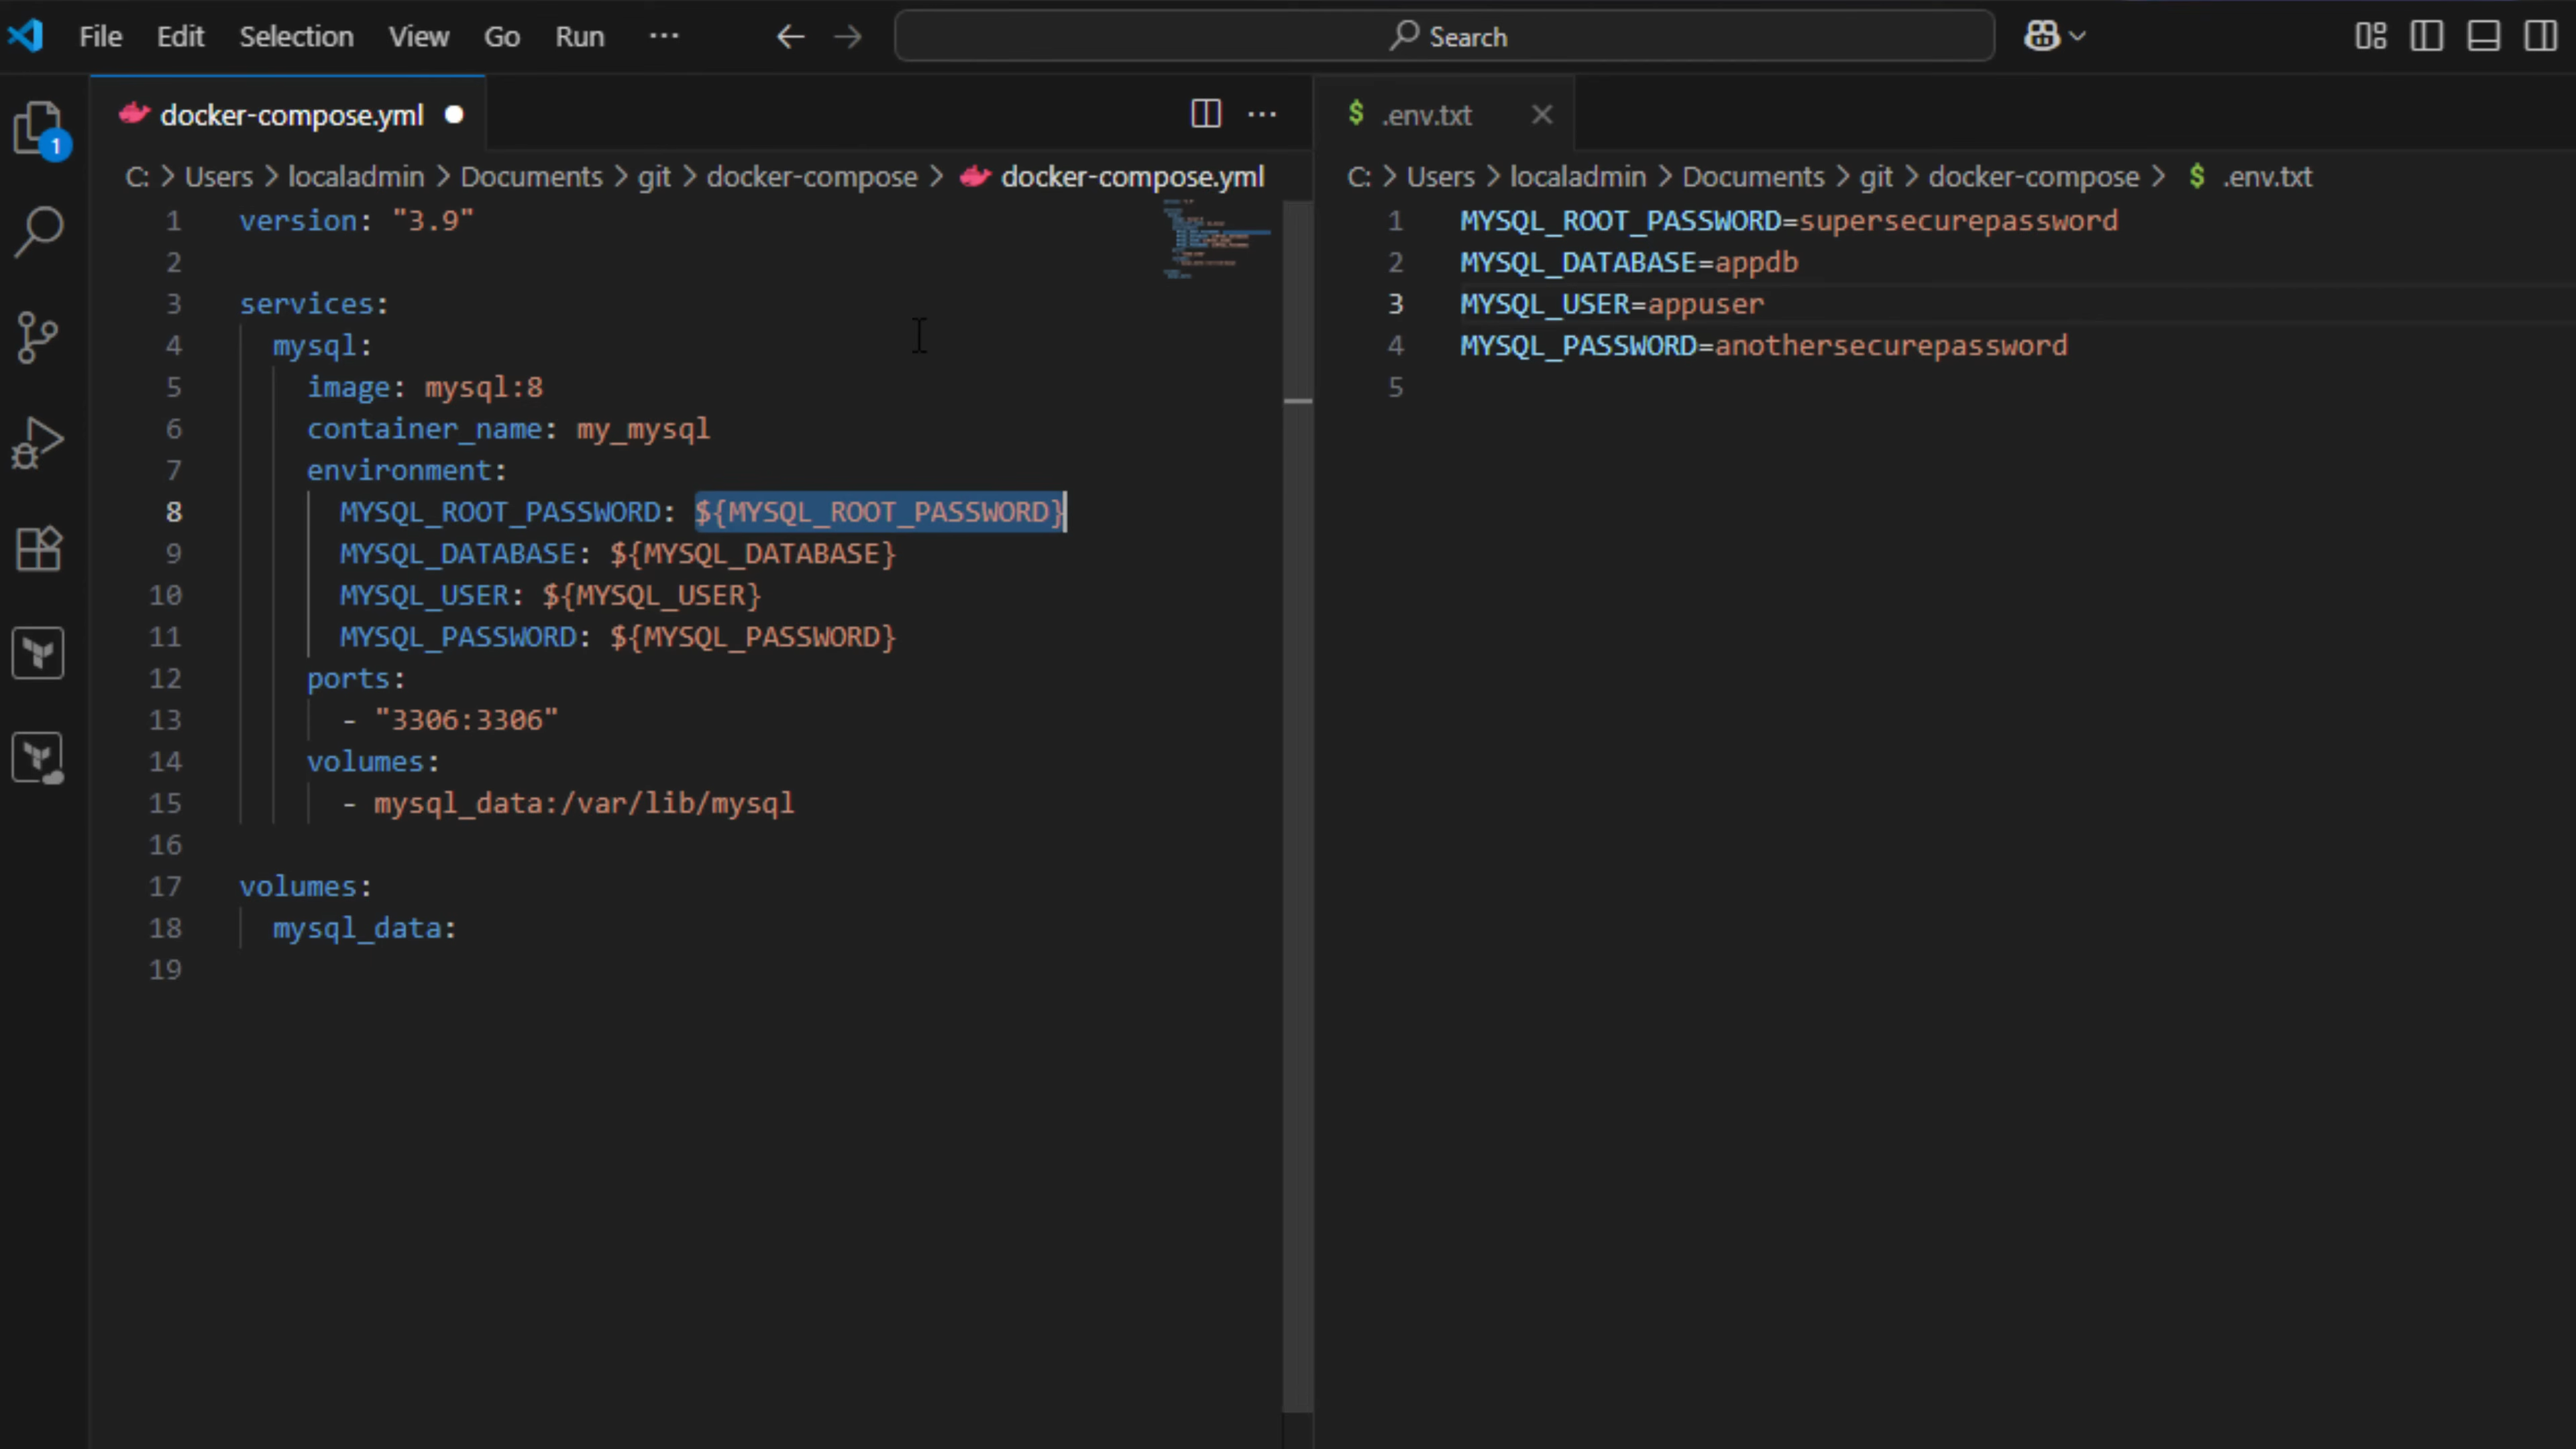 File Edit Selection View Go Run ··· Search
docker-compose.yml
C: > Users > localadmin > Documents > git > docker-compose > docker-compose.yml
1 version: "3.9"
2
3 services:
4 mysql:
5 image: mysql:8
6 container_name: my_mysql
7 environment:
8 MYSQL_ROOT_PASSWORD: ${MYSQL_ROOT_PASSWORD}
9 MYSQL_DATABASE: ${MYSQL_DATABASE}
10 MYSQL_USER: ${MYSQL_USER}
11 MYSQL_PASSWORD: ${MYSQL_PASSWORD}
12 ports:
13 - "3306:3306"
14 volumes:
15 - mysql_data:/var/lib/mysql
16
17 volumes:
18 mysql_data:
19
$ .env.txt
C: > Users > localadmin > Documents > git > docker-compose > $ .env.txt
1 MYSQL_ROOT_PASSWORD=supersecurepassword
2 MYSQL_DATABASE=appdb
3 MYSQL_USER=appuser
4 MYSQL_PASSWORD=anothersecurepassword
5
1